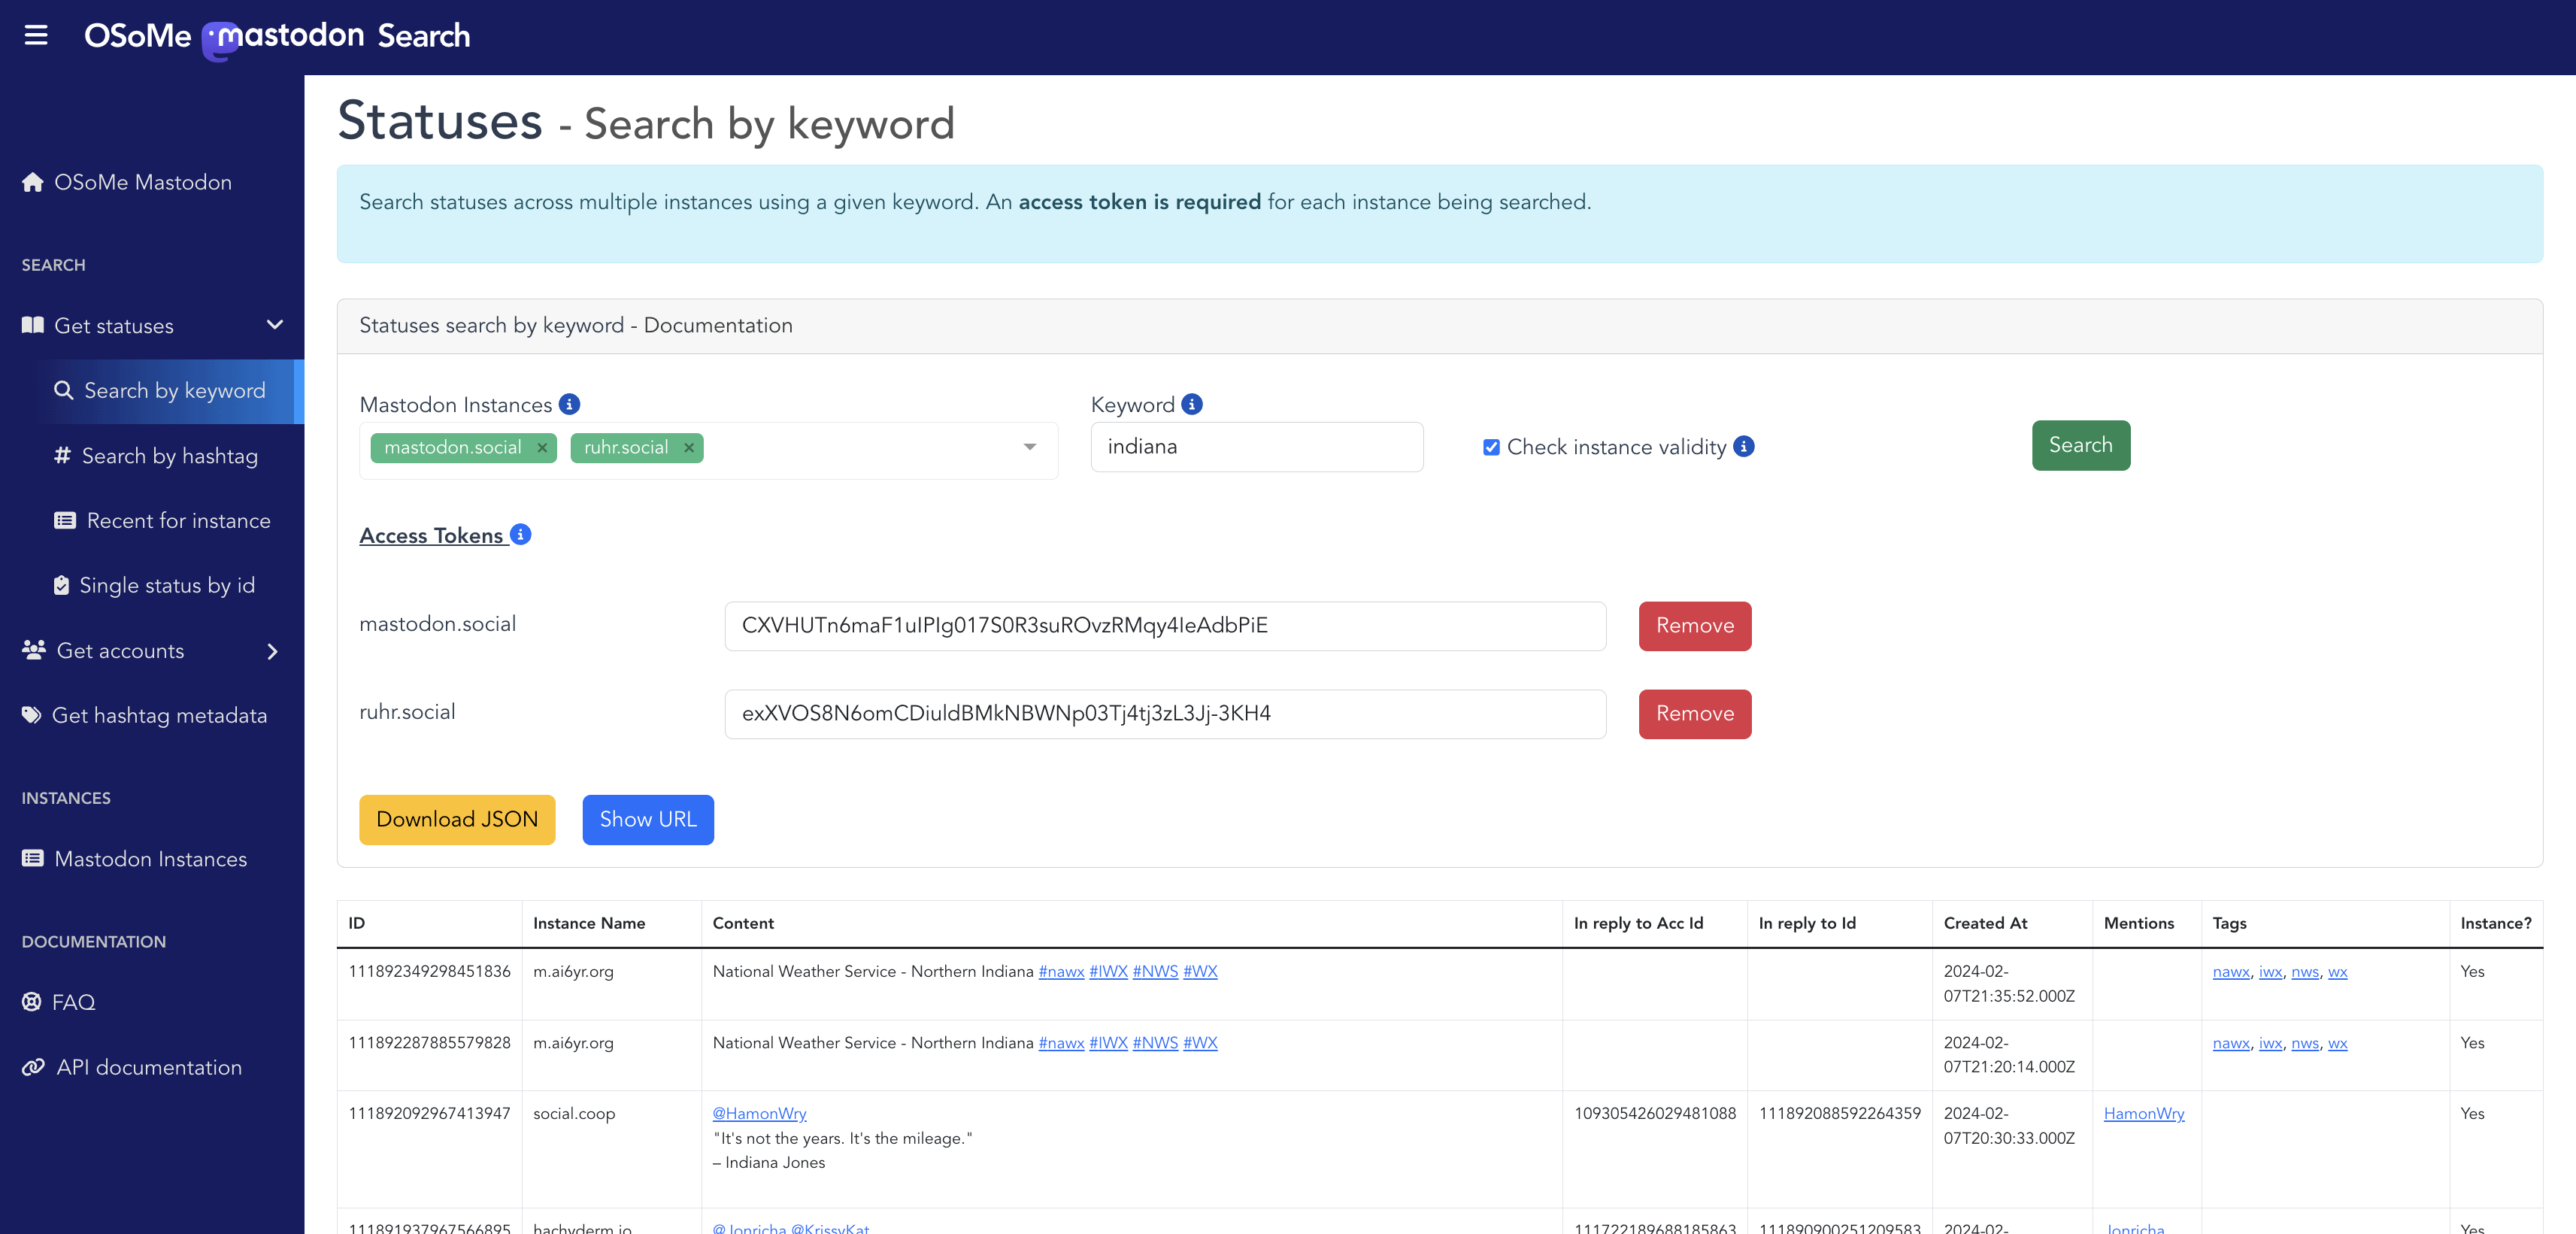 OSoMe mastodon Search
OSoMe Mastodon
SEARCH
Get statuses
Search by keyword
Search by hashtag
Recent for instance
Single status by id
Get accounts
Get hashtag metadata
INSTANCES
Mastodon Instances
DOCUMENTATION
FAQ
API documentation
Statuses - Search by keyword
Search statuses across multiple instances using a given keyword. An access token is required for each instance being searched.
Statuses search by keyword - Documentation
Mastodon Instances
Keyword
mastodon.social × ruhr.social ×
indiana
Check instance validity
Search
Access Tokens
mastodon.social CXVHUTn6maF1uIPIg017S0R3suROvzRMqy4IeAdbPiE Remove
ruhr.social exXVOS8N6omCDiuldBMkNBWNp03Tj4tj3zL3Jj-3KH4 Remove
Download JSON Show URL
ID Instance Name Content In reply to Acc Id In reply to Id Created At Mentions Tags Instance?
111892349298451836 m.ai6yr.org National Weather Service - Northern Indiana #nawx #IWX #NWS #WX 2024-02- nawx, iwx, nws, wx Yes
07T21:35:52.000Z
111892287885579828 m.ai6yr.org National Weather Service - Northern Indiana #nawx #IWX #NWS #WX 2024-02- nawx, iwx, nws, wx Yes
07T21:20:14.000Z
111892092967413947 social.coop @HamonWry 109305426029481088 111892088592264359 2024-02- HamonWry Yes
"It's not the years. It's the mileage." 07T20:30:33.000Z
– Indiana Jones
111891937967566895 hachyderm.io @Jonricha @KrissyKat 111722189688185863 111890900251209583 2024-02- Jonricha Yes